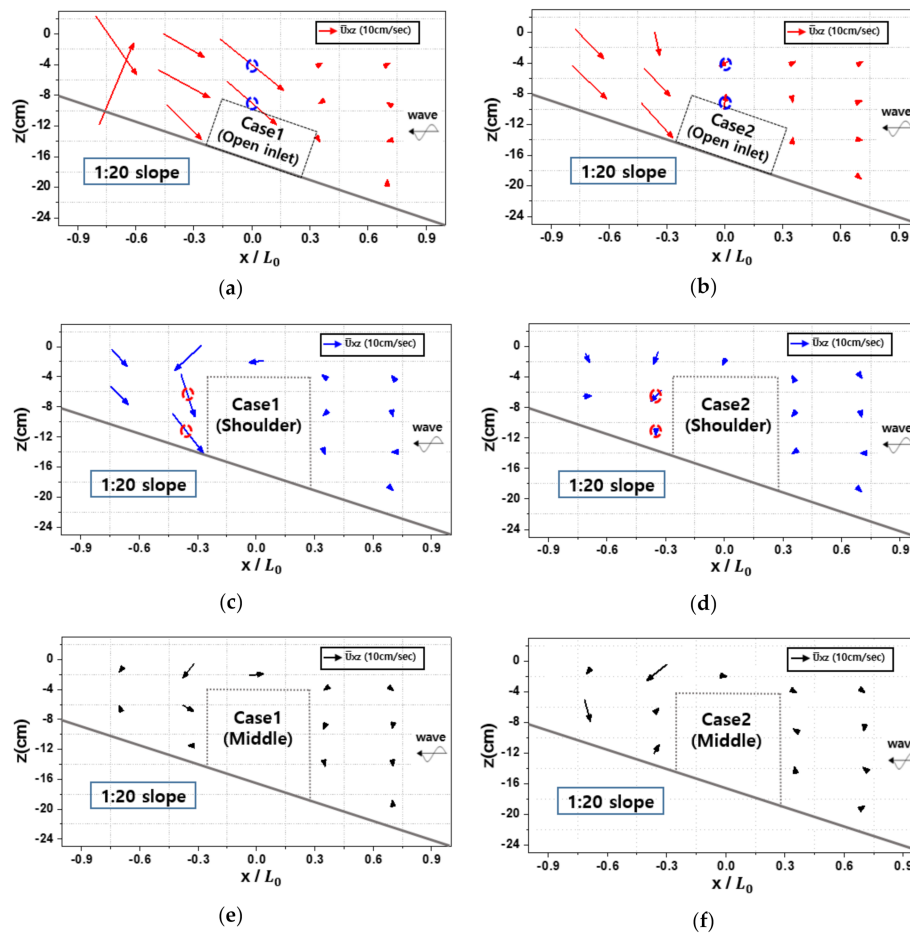 0
-4
-8
-12
-16
-20
-24
z(cm)
Ūxz (10cm/sec)
Case1
(Open inlet)
wave
1:20 slope
-0.9 -0.6 -0.3 0.0 0.3 0.6 0.9
x / L₀
(a)
0
-4
-8
-12
-16
-20
-24
z(cm)
Ūxz (10cm/sec)
Case2
(Open inlet)
wave
1:20 slope
-0.9 -0.6 -0.3 0.0 0.3 0.6 0.9
x / L₀
(b)
0
-4
-8
-12
-16
-20
-24
z(cm)
Ūxz (10cm/sec)
Case1
(Shoulder)
wave
1:20 slope
-0.9 -0.6 -0.3 0.0 0.3 0.6 0.9
x / L₀
(c)
0
-4
-8
-12
-16
-20
-24
z(cm)
Ūxz (10cm/sec)
Case2
(Shoulder)
wave
1:20 slope
-0.9 -0.6 -0.3 0.0 0.3 0.6 0.9
x / L₀
(d)
0
-4
-8
-12
-16
-20
-24
z(cm)
Ūxz (10cm/sec)
Case1
(Middle)
wave
1:20 slope
-0.9 -0.6 -0.3 0.0 0.3 0.6 0.9
x / L₀
(e)
0
-4
-8
-12
-16
-20
-24
z(cm)
Ūxz (10cm/sec)
Case2
(Middle)
wave
1:20 slope
-0.9 -0.6 -0.3 0.0 0.3 0.6 0.9
x / L₀
(f)